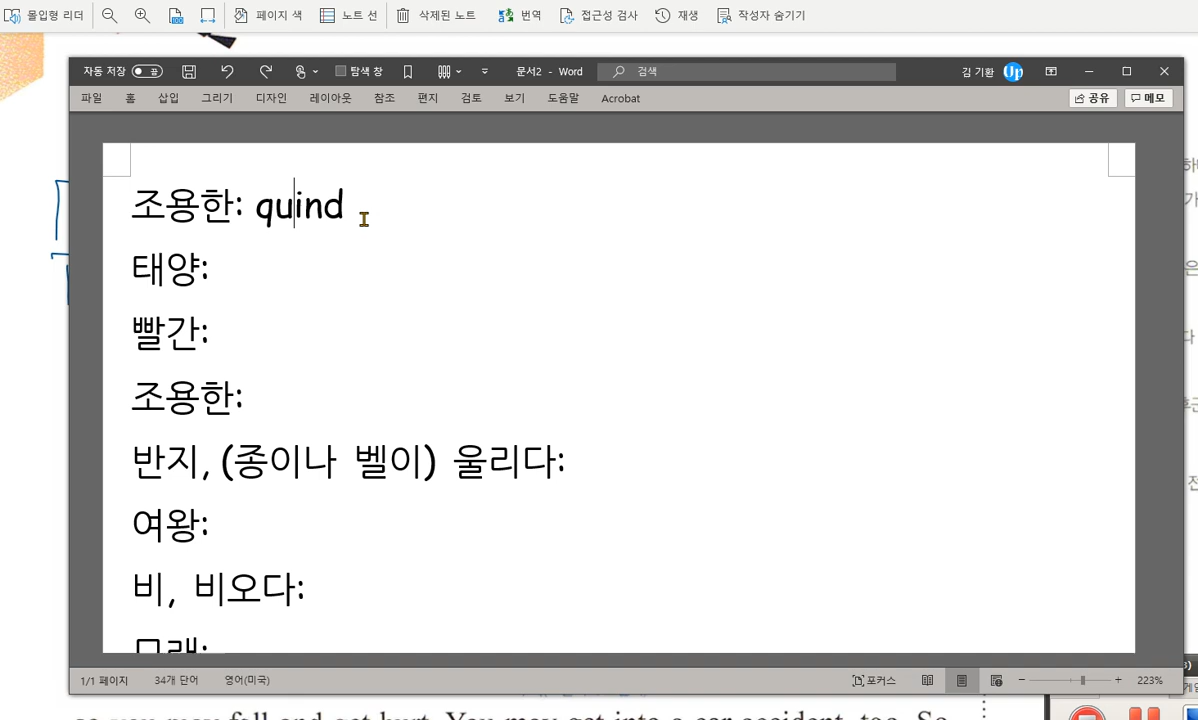 몰입형 리더 페이지 색 노트 선 삭제된 노트 번역 접근성 검사 재생 작성자 숨기기
자동 저장 끔 탐색 창 문서2 - Word 검색 김 기환 Up
파일 홈 삽입 그리기 디자인 레이아웃 참조 편지 검토 보기 도움말 Acrobat 공유 메모
조용한: quind
태양:
빨간:
조용한:
반지, (종이나 벨이) 울리다:
여왕:
비, 비오다:
1/1 페이지 34개 단어 영어(미국) 포커스 223%
so you may fall and get hurt. You may get into a car accident, too. So